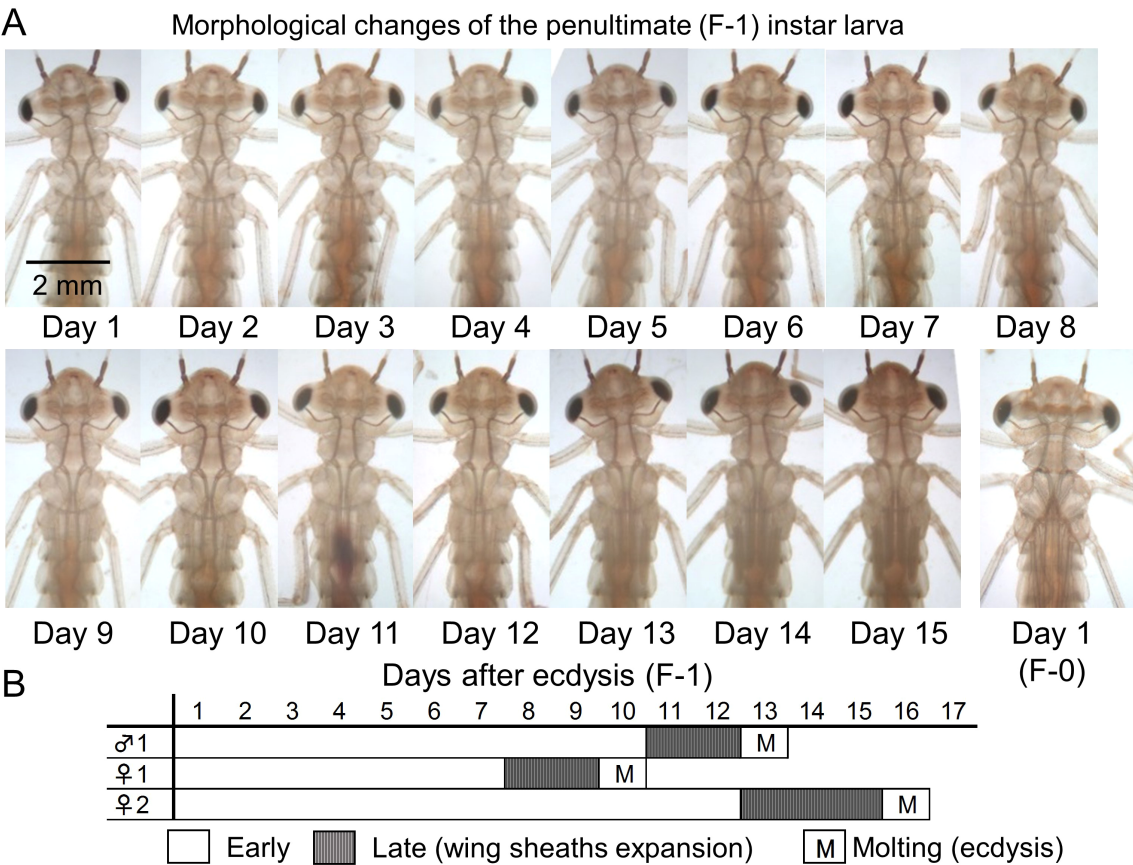 A
Morphological changes of the penultimate (F-1) instar larva
2 mm
Day 1 Day 2 Day 3 Day 4 Day 5 Day 6 Day 7 Day 8
Day 9 Day 10 Day 11 Day 12 Day 13 Day 14 Day 15 Day 1
(F-0)
B
Days after ecdysis (F-1)
1 2 3 4 5 6 7 8 9 10 11 12 13 14 15 16 17
♂1 M
♀1 M
♀2 M
Early Late (wing sheaths expansion) M Molting (ecdysis)